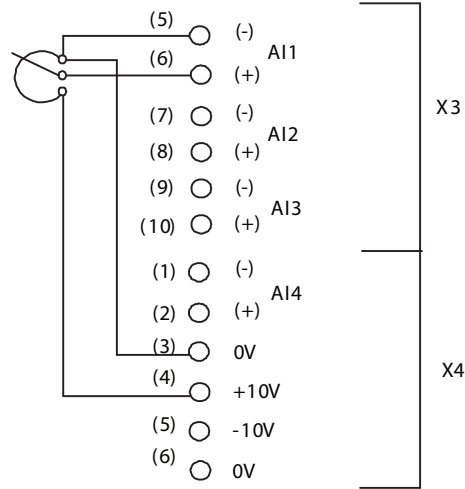 (5) (-)
AI1
(6) (+)
X3
(7) (-)
AI2
(8) (+)
(9) (-)
AI3
(10) (+)
(1) (-)
AI4
(2) (+)
(3) 0V
X4
(4) +10V
(5) -10V
(6) 0V